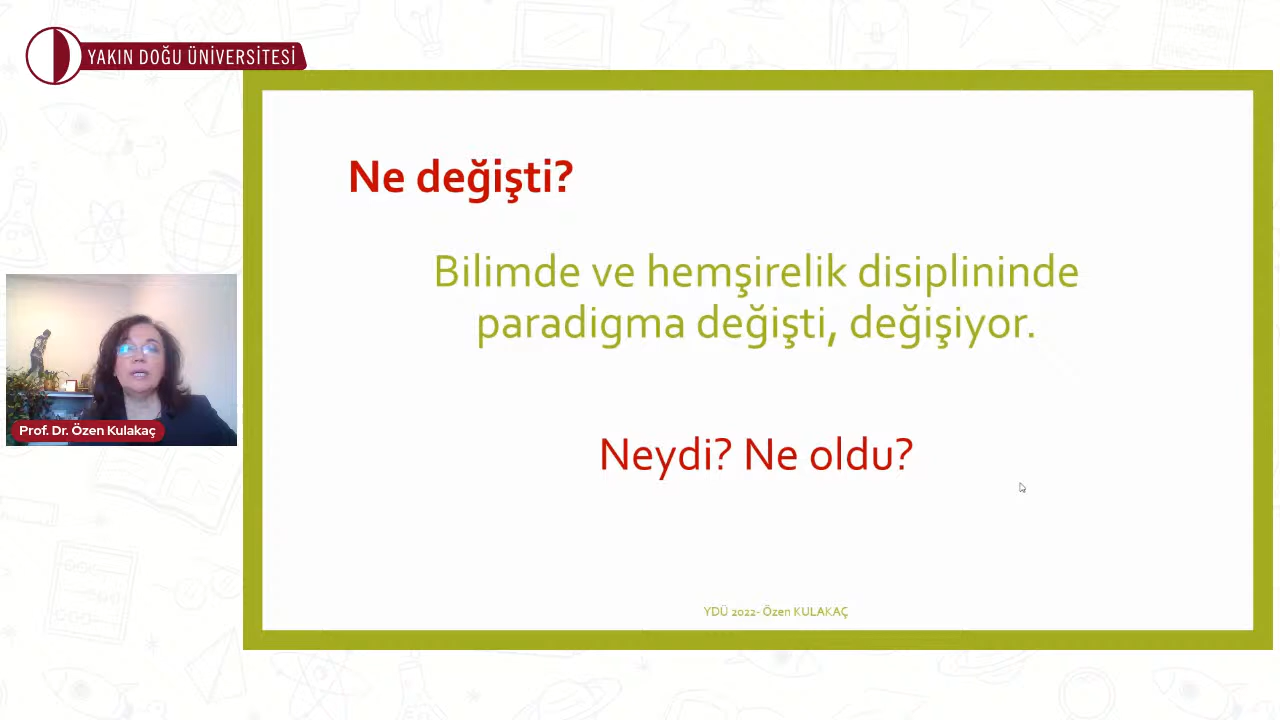 YAKIN DOĞU ÜNİVERSİTESİ
Ne değişti?
Bilimde ve hemşirelik disiplininde
paradigma değişti, değişiyor.
Neydi? Ne oldu?
Prof. Dr. Özen Kulakaç
YDÜ 2022- Özen KULAKAÇ